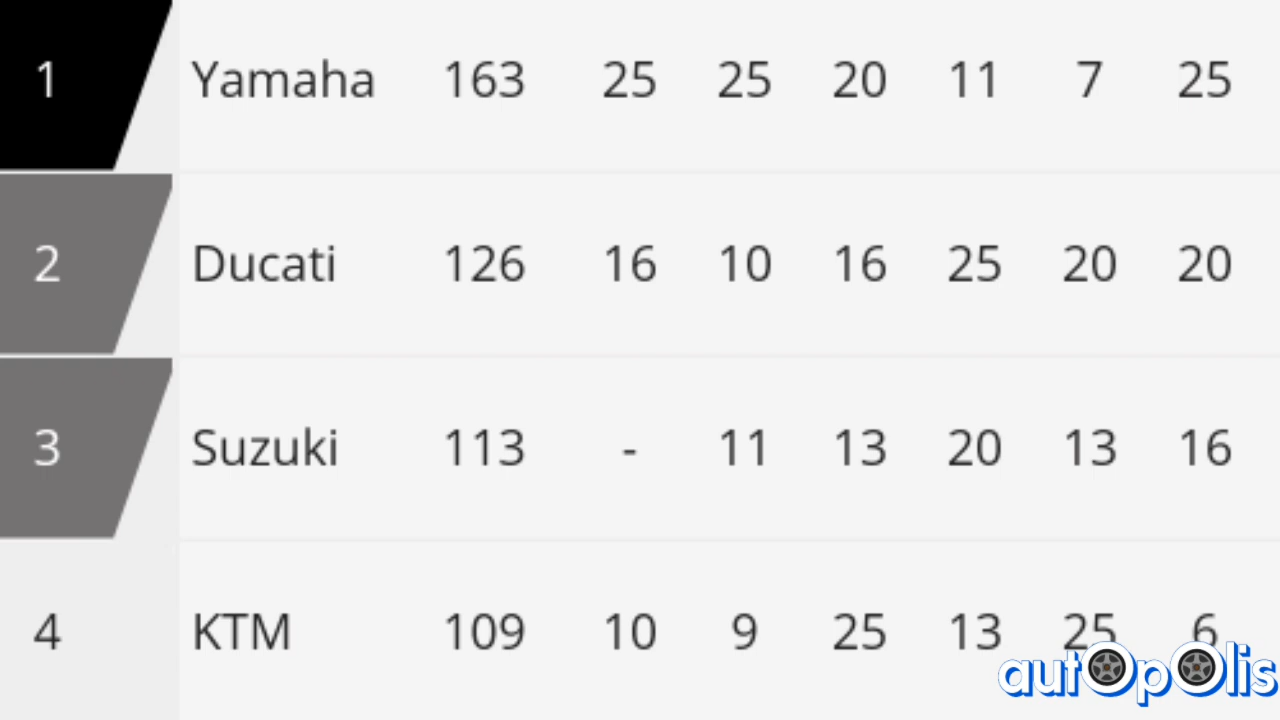 1 Yamaha 163 25 25 20 11 7 25
2 Ducati 126 16 10 16 25 20 20
3 Suzuki 113 - 11 13 20 13 16
4 KTM 109 10 9 25 13 25 6
autOpOlis